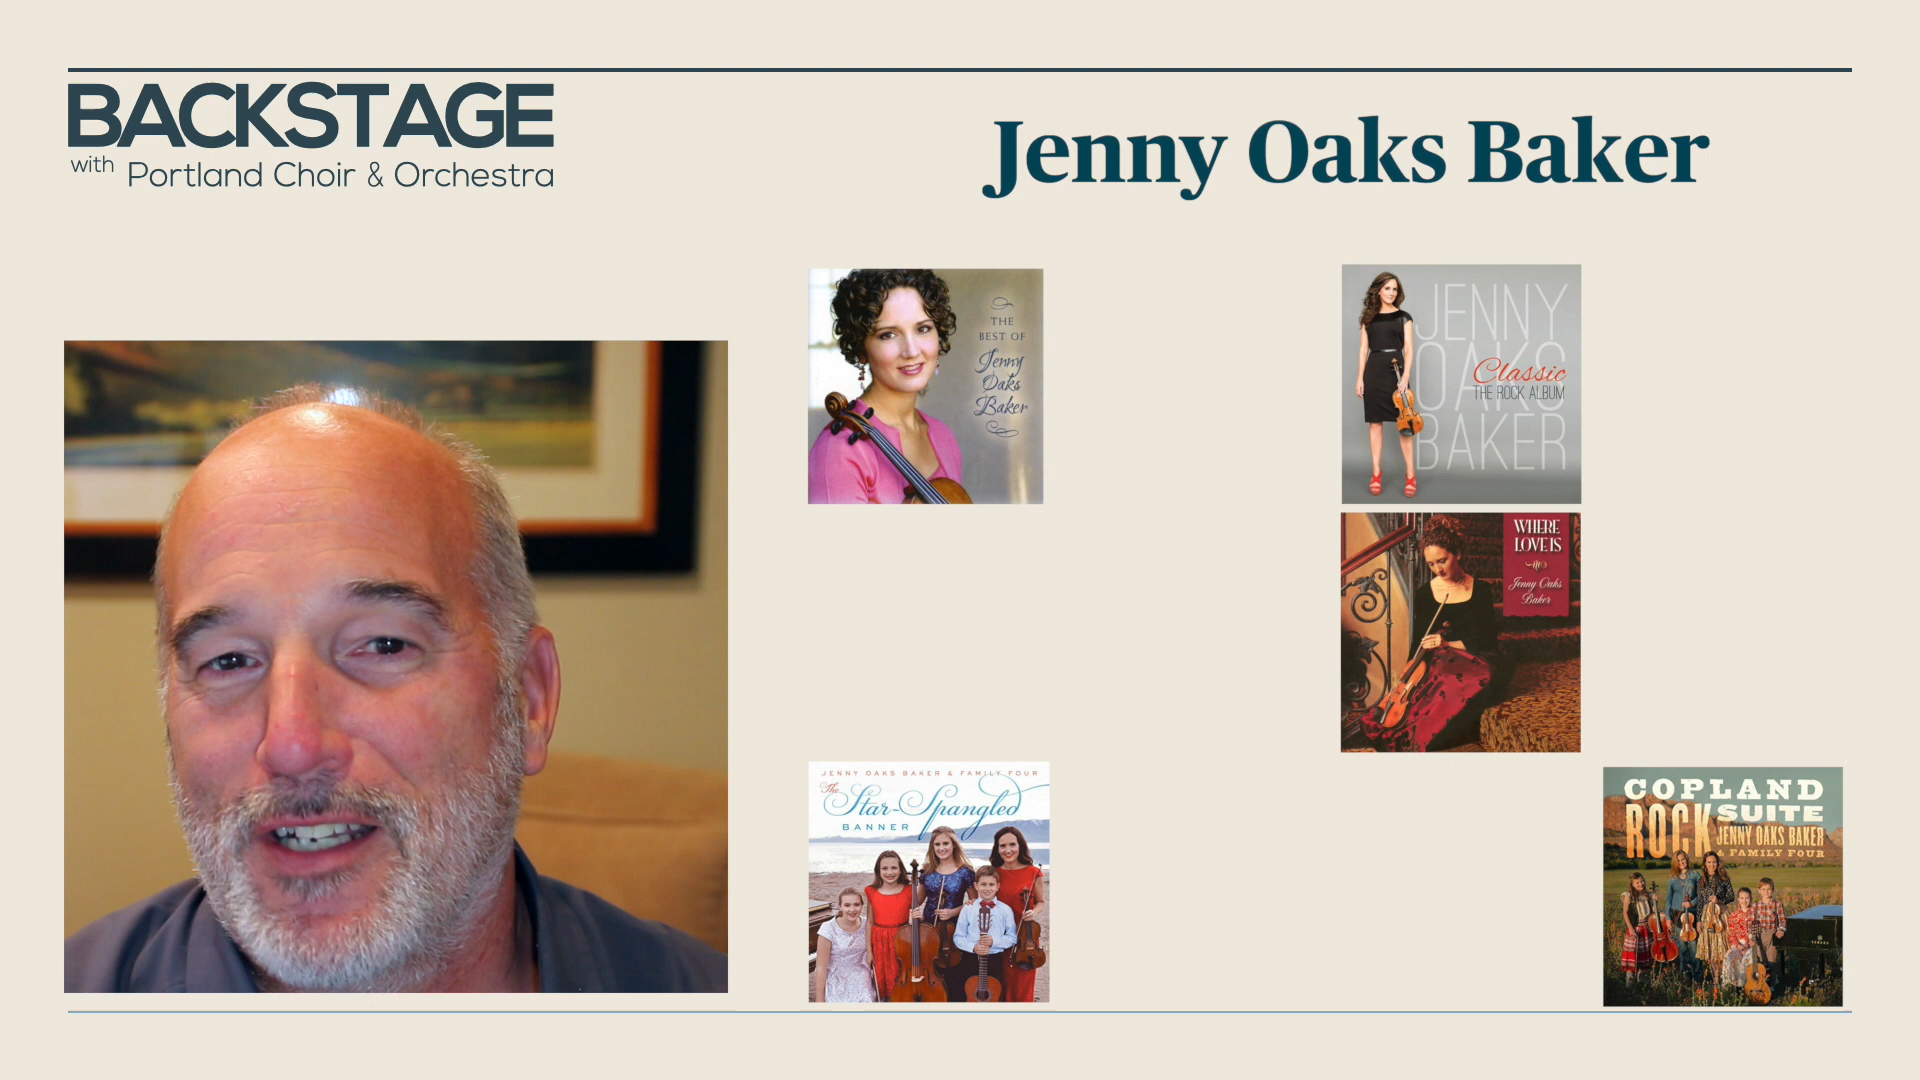 BACKSTAGE
with Portland Choir & Orchestra
Jenny Oaks Baker
THE
BEST OF
Jenny
Oaks
Baker
JENNY
OAKS
BAKER
Classic
THE ROCK ALBUM
WHERE
LOVE IS
Jenny Oaks
Baker
JENNY OAKS BAKER & FAMILY FOUR
The
Star-Spangled
BANNER
COPLAND
ROCK SUITE
JENNY OAKS BAKER
& FAMILY FOUR
YAMAHA